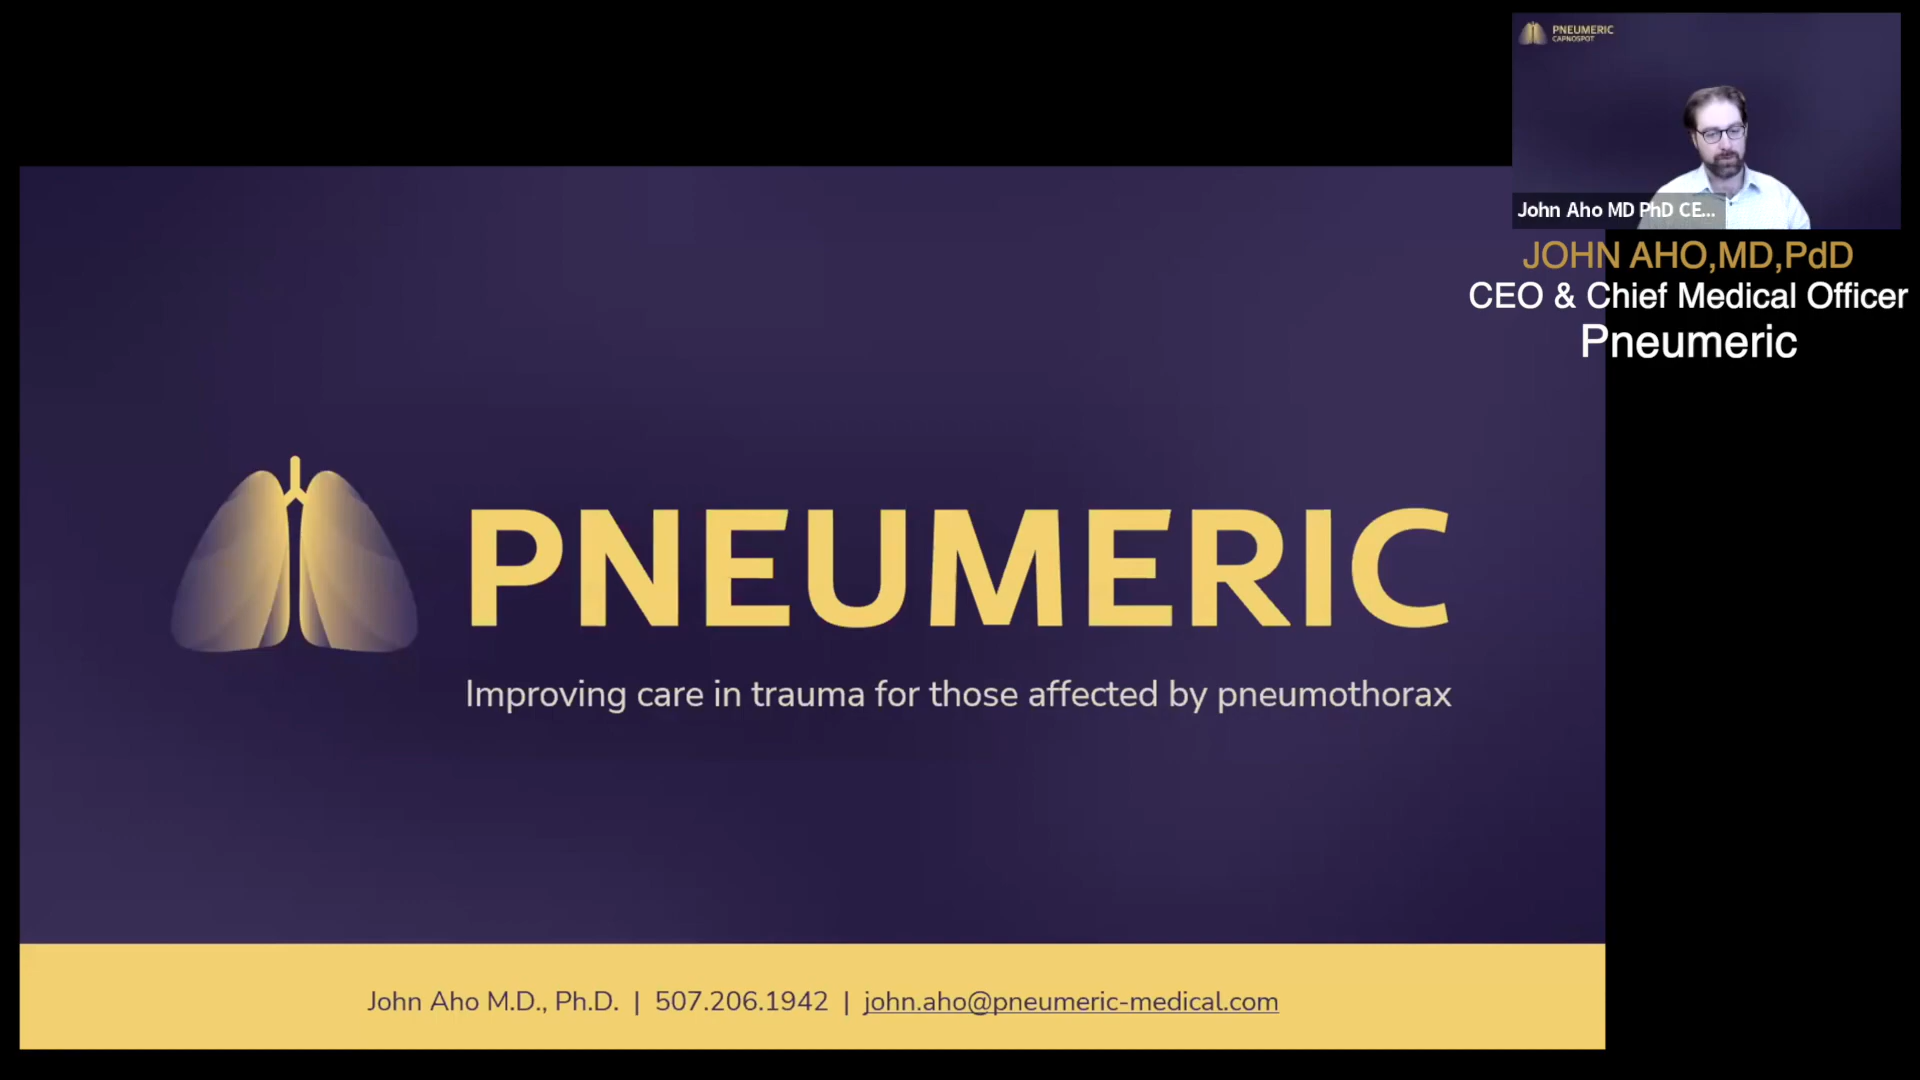 PNEUMERIC
CAPNOSPOT
John Aho MD PhD CE...
JOHN AHO,MD,PdD
CEO & Chief Medical Officer
Pneumeric
PNEUMERIC
Improving care in trauma for those affected by pneumothorax
John Aho M.D., Ph.D. | 507.206.1942 | john.aho@pneumeric-medical.com